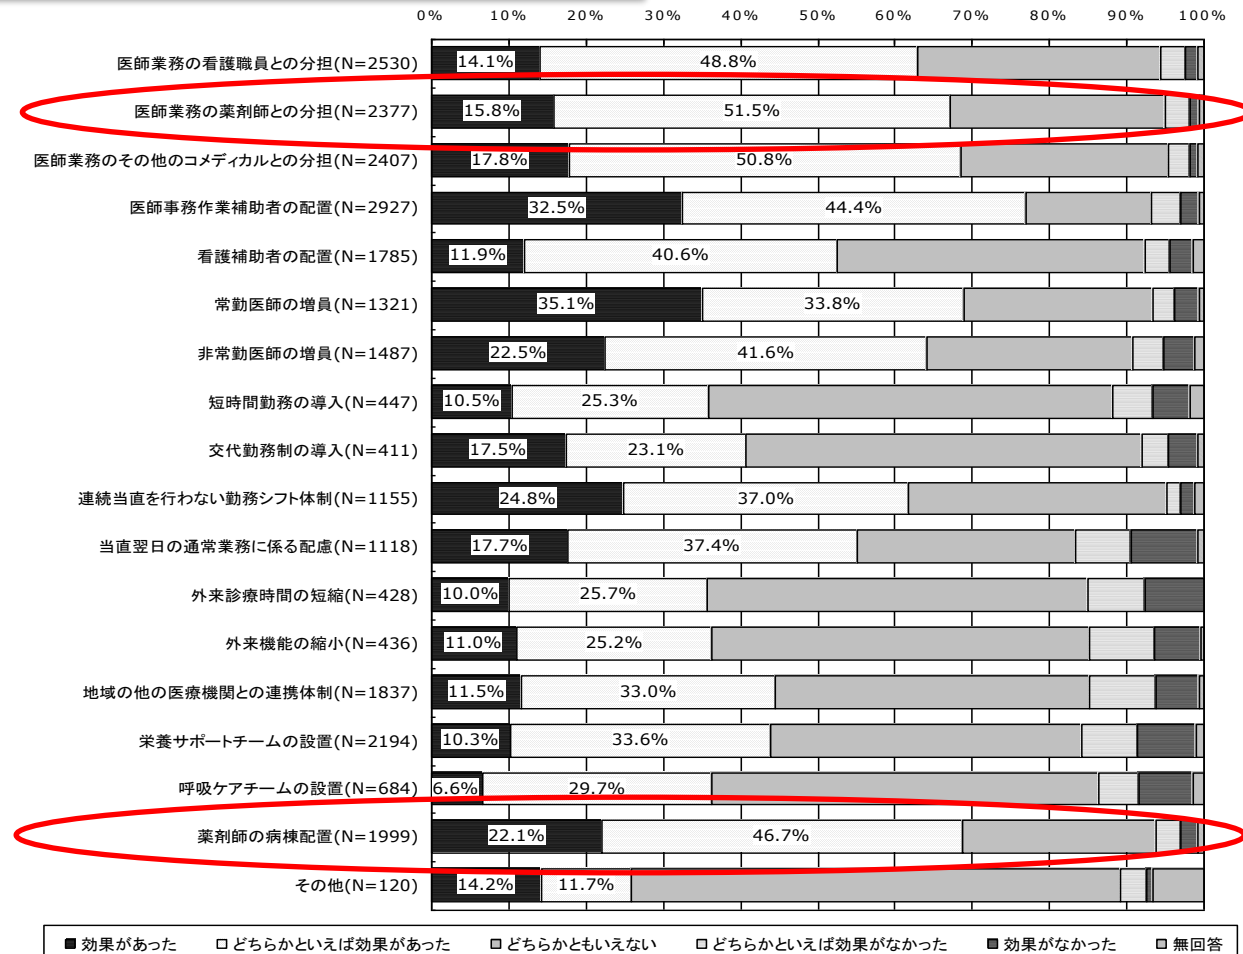 0% 10% 20% 30% 40% 50% 60% 70% 80% 90% 100%
医師業務の看護職員との分担(N=2530) 14.1% 48.8%
医師業務の薬剤師との分担(N=2377) 15.8% 51.5%
医師業務のその他のコメディカルとの分担(N=2407) 17.8% 50.8%
医師事務作業補助者の配置(N=2927) 32.5% 44.4%
看護補助者の配置(N=1785) 11.9% 40.6%
常勤医師の増員(N=1321) 35.1% 33.8%
非常勤医師の増員(N=1487) 22.5% 41.6%
短時間勤務の導入(N=447) 10.5% 25.3%
交代勤務制の導入(N=411) 17.5% 23.1%
連続当直を行わない勤務シフト体制(N=1155) 24.8% 37.0%
当直翌日の通常業務に係る配慮(N=1118) 17.7% 37.4%
外来診療時間の短縮(N=428) 10.0% 25.7%
外来機能の縮小(N=436) 11.0% 25.2%
地域の他の医療機関との連携体制(N=1837) 11.5% 33.0%
栄養サポートチームの設置(N=2194) 10.3% 33.6%
呼吸ケアチームの設置(N=684) 6.6% 29.7%
薬剤師の病棟配置(N=1999) 22.1% 46.7%
その他(N=120) 14.2% 11.7%
効果があった どちらかといえば効果があった どちらかともいえない どちらかといえば効果がなかった 効果がなかった 無回答